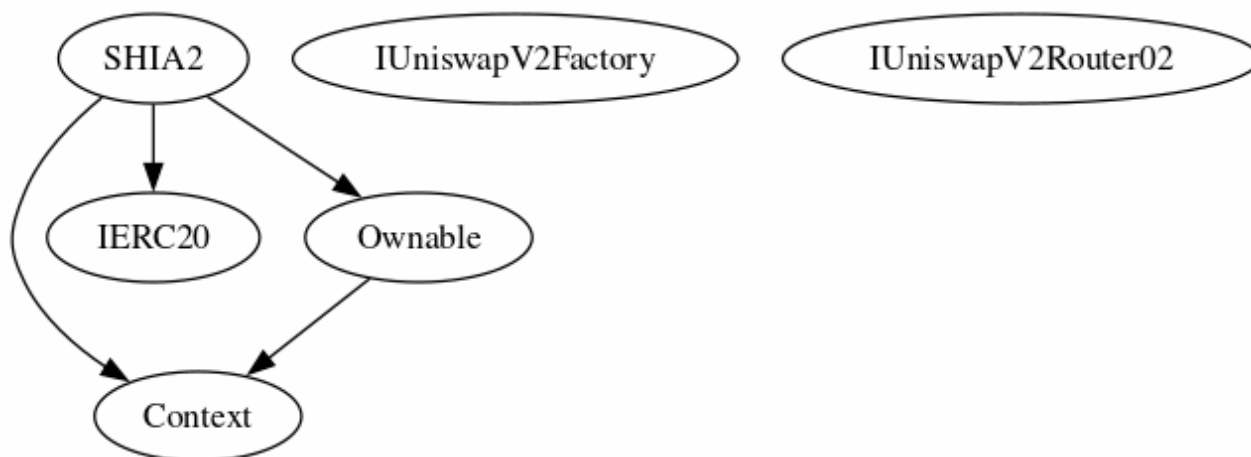 SHIA2
IUniswapV2Factory
IUniswapV2Router02
IERC20
Ownable
Context